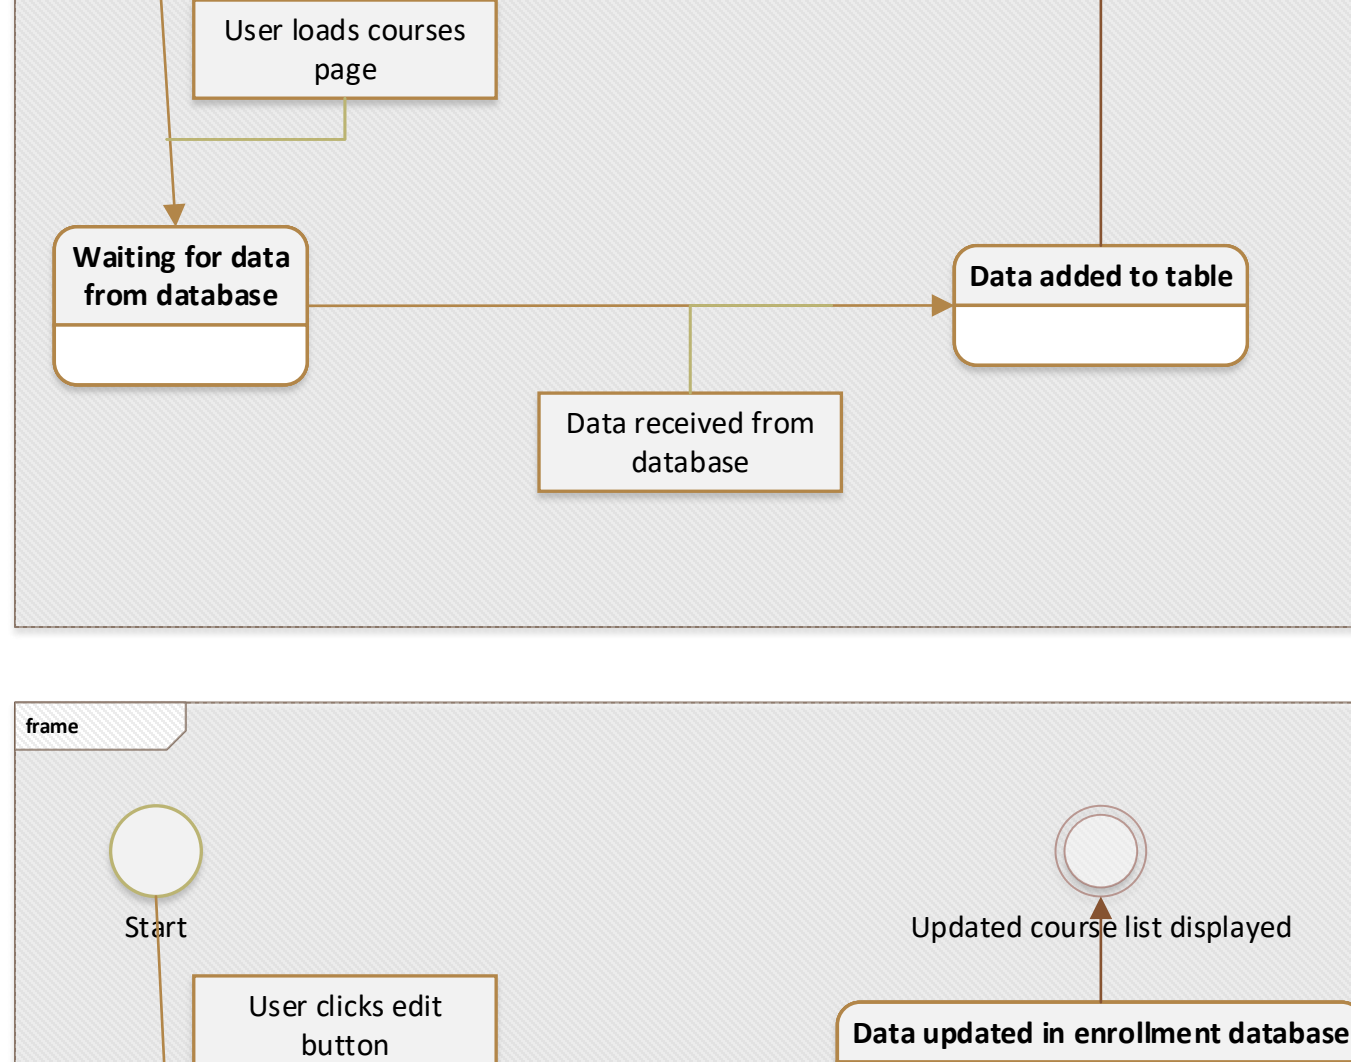 User loads courses
page
Waiting for data
from database
Data added to table
Data received from
database
frame
Start
Updated course list displayed
User clicks edit
button
Data updated in enrollment database